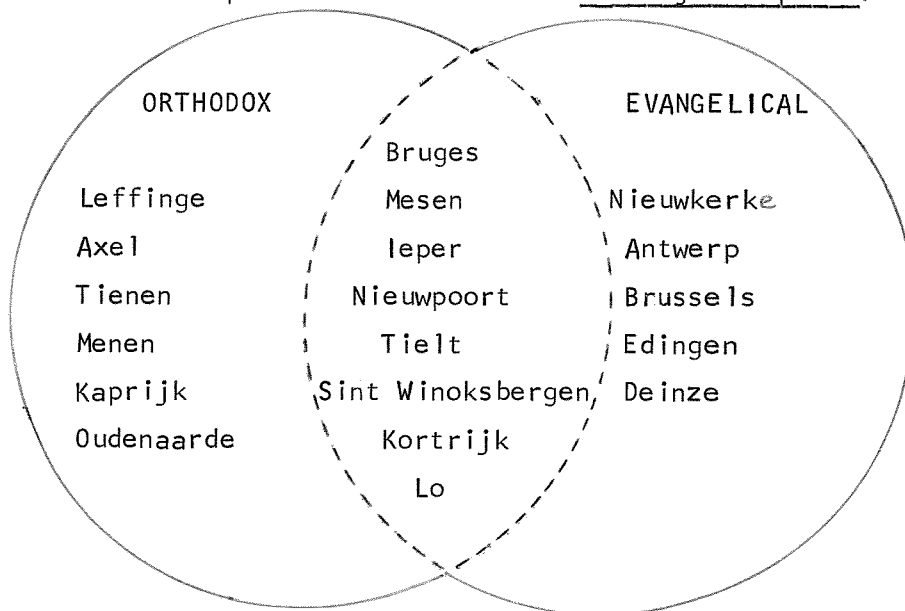 ORTHODOX EVANGELICAL
Bruges
Leffinge Mesen Nieuwkerke
Axel Ieper Antwerp
Tienen Nieuwpoort Brussels
Menen Tielt Edingen
Kaprijk Sint Winoksbergen Deinze
Oudenaarde Kortrijk
Lo